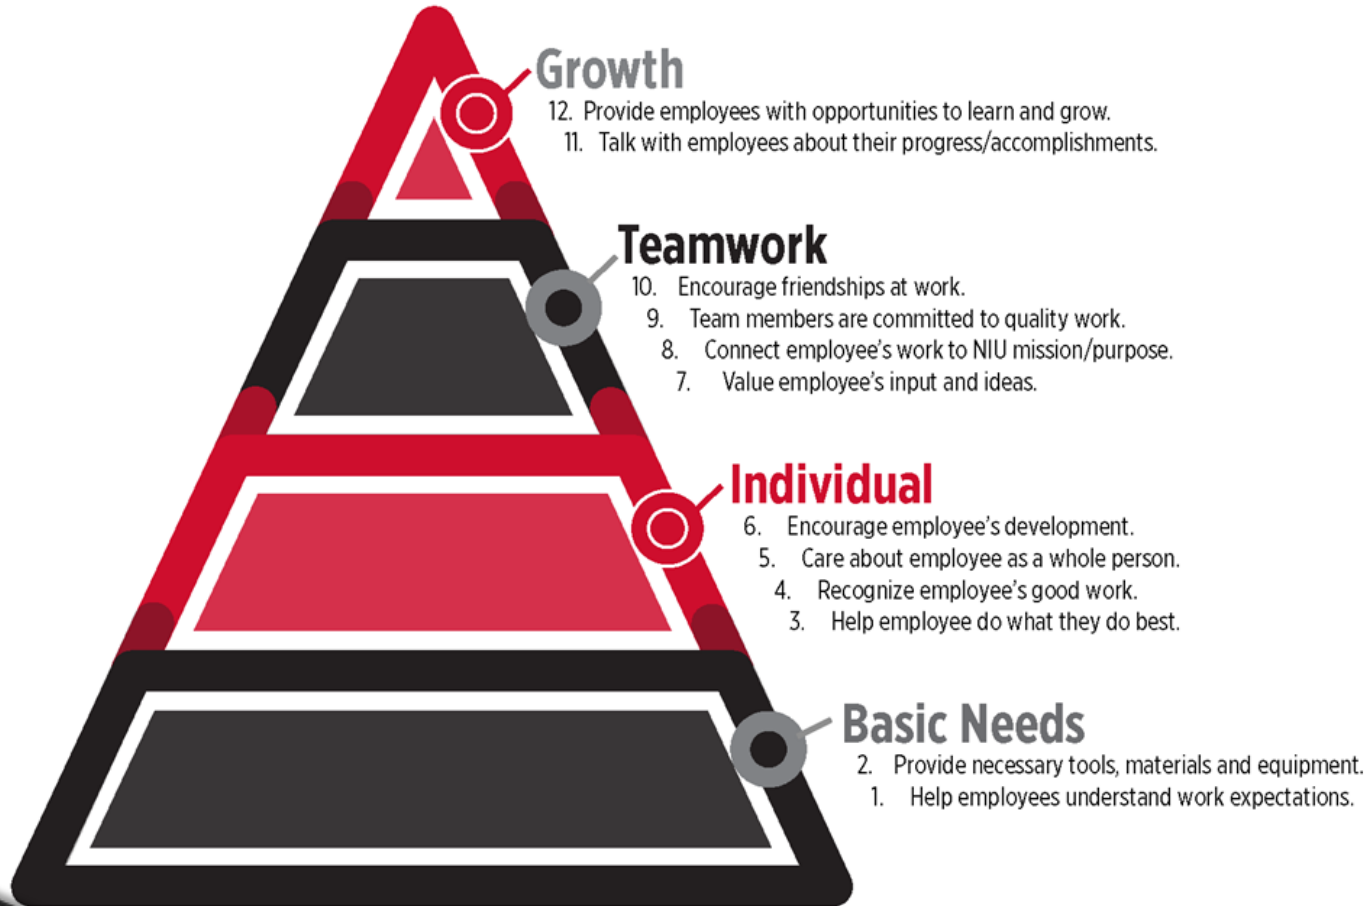 Growth
12. Provide employees with opportunities to learn and grow.
11. Talk with employees about their progress/accomplishments.
Teamwork
10. Encourage friendships at work.
9. Team members are committed to quality work.
8. Connect employee's work to NIU mission/purpose.
7. Value employee's input and ideas.
Individual
6. Encourage employee's development.
5. Care about employee as a whole person.
4. Recognize employee's good work.
3. Help employee do what they do best.
Basic Needs
2. Provide necessary tools, materials and equipment.
1. Help employees understand work expectations.